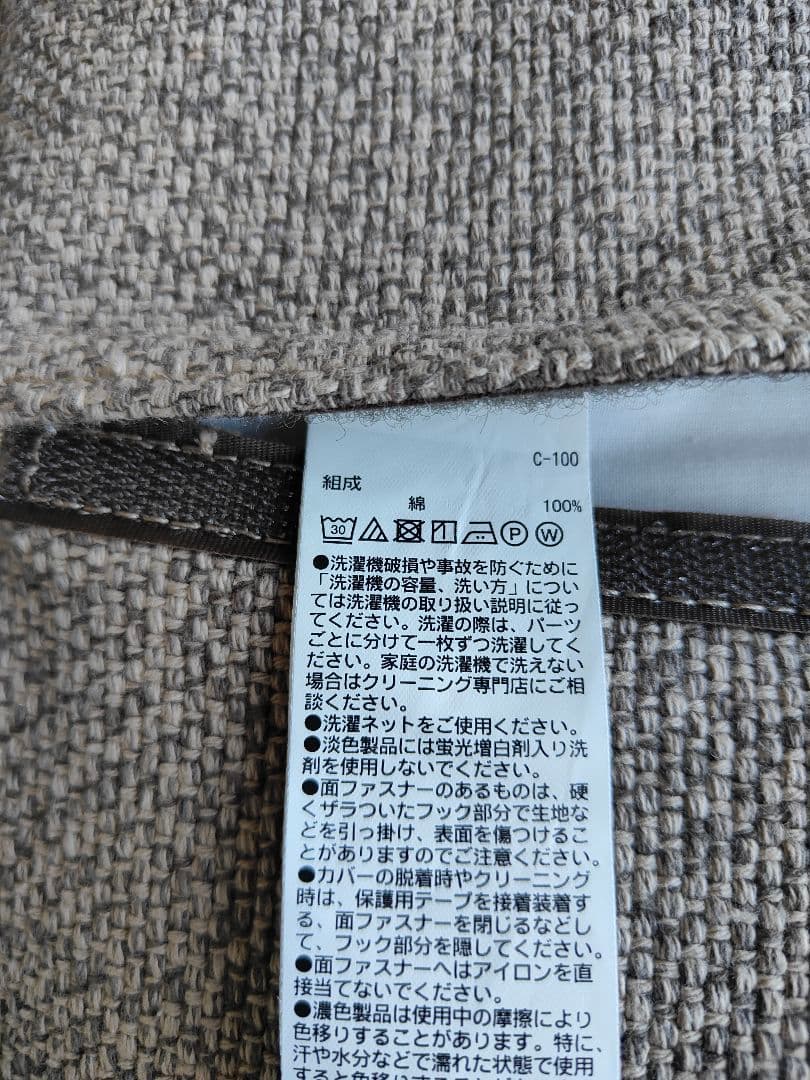 C-100
組成
綿 100%
30 P W
●洗濯機破損や事故を防ぐために
「洗濯機の容量、洗い方」につい
ては洗濯機の取り扱い説明に従っ
てください。洗濯の際は、パーツ
ごとに分けて一枚ずつ洗濯してく
ださい。家庭の洗濯機で洗えない
場合はクリーニング専門店にご相
談ください。
●洗濯ネットをご使用ください。
●淡色製品には蛍光増白剤入り洗
剤を使用しないでください。
●面ファスナーのあるものは、硬
くザラついたフック部分で生地な
どを引っ掛け、表面を傷つけるこ
とがありますのでご注意ください。
●カバーの脱着時やクリーニング
時は、保護用テープを接着装着す
る、面ファスナーを閉じるなどし
て、フック部分を隠してください。
●面ファスナーへはアイロンを直
接当てないでください。
●濃色製品は使用中の摩擦により
色移りすることがあります。特に、
汗や水分などで濡れた状態で使用
すると色移りすることが